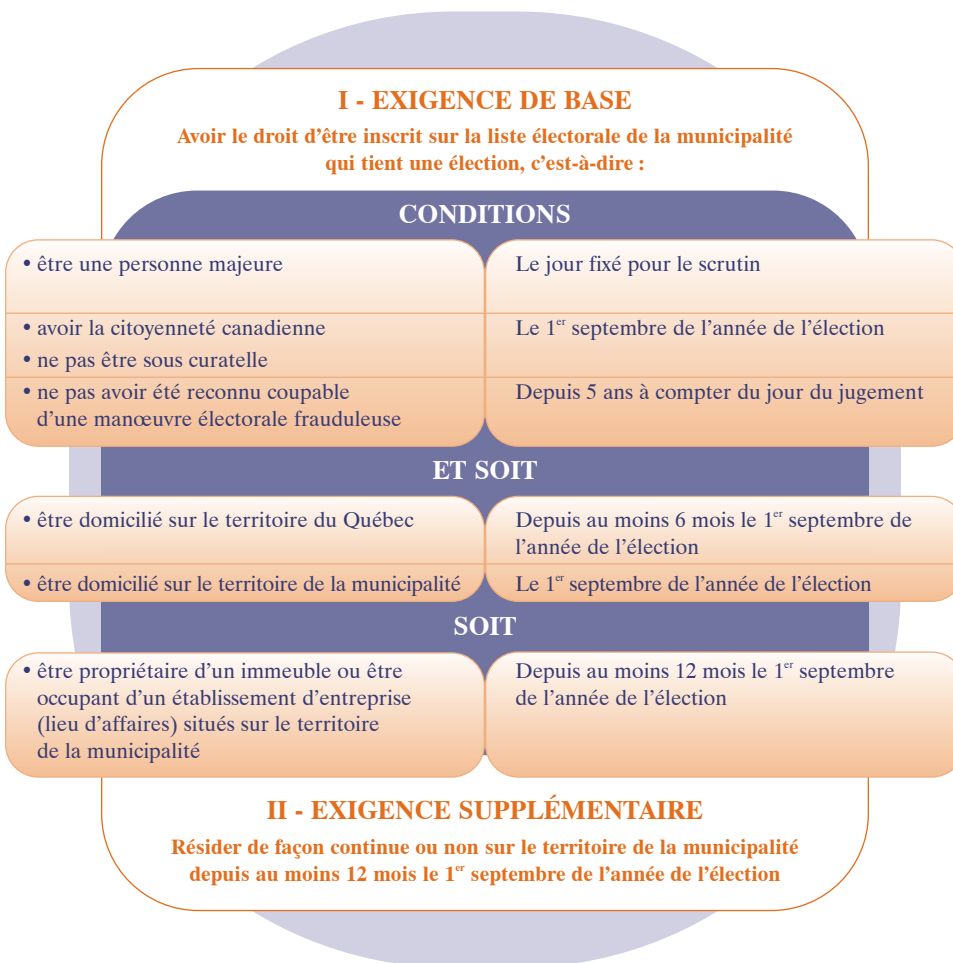 I - EXIGENCE DE BASE
Avoir le droit d'être inscrit sur la liste électorale de la municipalité
qui tient une élection, c'est-à-dire :
CONDITIONS
• être une personne majeure
Le jour fixé pour le scrutin
• avoir la citoyenneté canadienne
• ne pas être sous curatelle
Le 1er septembre de l'année de l'élection
• ne pas avoir été reconnu coupable
d'une manœuvre électorale frauduleuse
Depuis 5 ans à compter du jour du jugement
ET SOIT
• être domicilié sur le territoire du Québec
Depuis au moins 6 mois le 1er septembre de
l'année de l'élection
• être domicilié sur le territoire de la municipalité
Le 1er septembre de l'année de l'élection
SOIT
• être propriétaire d'un immeuble ou être
occupant d'un établissement d'entreprise
(lieu d'affaires) situés sur le territoire
de la municipalité
Depuis au moins 12 mois le 1er septembre
de l'année de l'élection
II - EXIGENCE SUPPLÉMENTAIRE
Résider de façon continue ou non sur le territoire de la municipalité
depuis au moins 12 mois le 1er septembre de l'année de l'élection